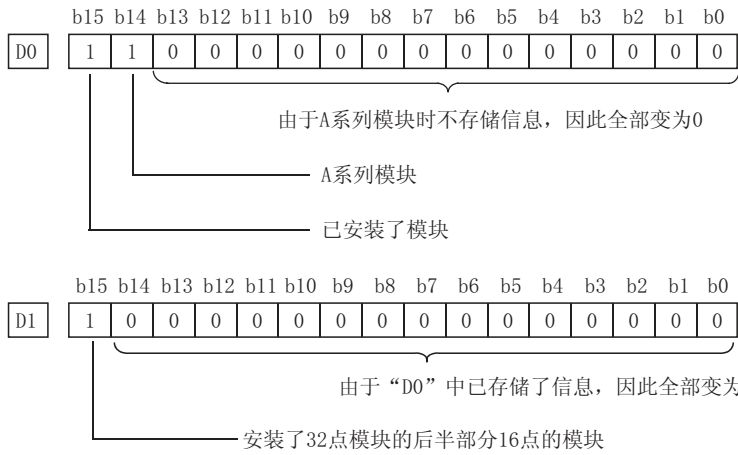 b15 b14 b13 b12 b11 b10 b9 b8 b7 b6 b5 b4 b3 b2 b1 b0
D0 1 1 0 0 0 0 0 0 0 0 0 0 0 0 0 0
由于A系列模块时不存储信息，因此全部变为0
A系列模块
已安装了模块
b15 b14 b13 b12 b11 b10 b9 b8 b7 b6 b5 b4 b3 b2 b1 b0
D1 1 0 0 0 0 0 0 0 0 0 0 0 0 0 0 0
由于“D0”中已存储了信息，因此全部变为
安装了32点模块的后半部分16点的模块